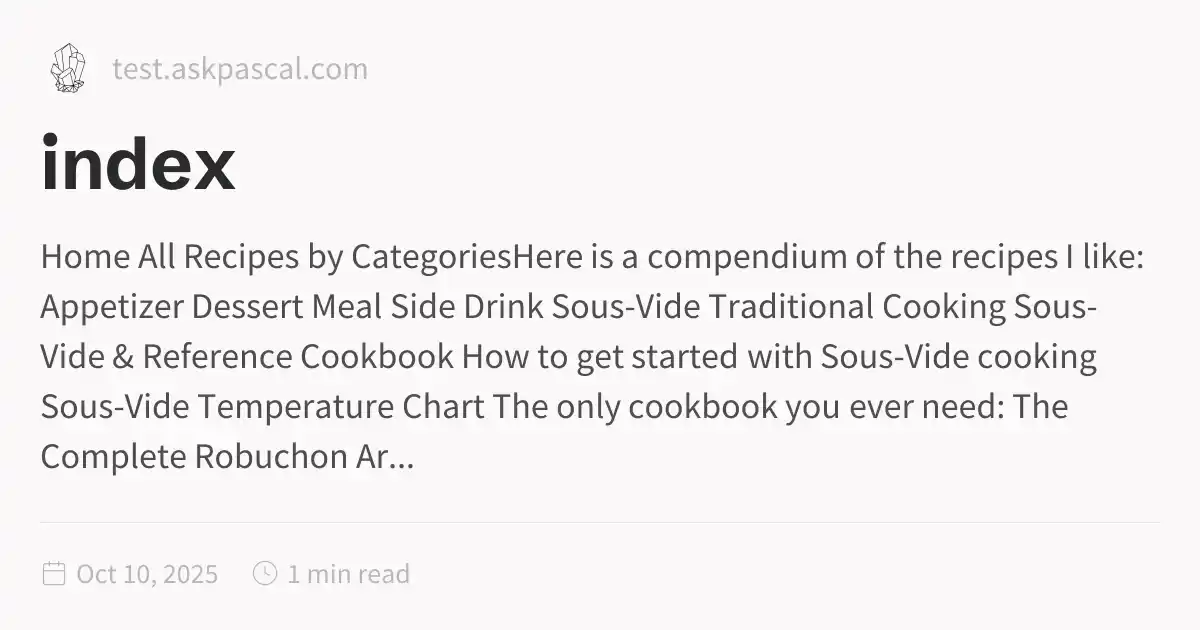 test.askpascal.com
index
Home All Recipes by CategoriesHere is a compendium of the recipes I like:
Appetizer Dessert Meal Side Drink Sous-Vide Traditional Cooking Sous-
Vide & Reference Cookbook How to get started with Sous-Vide cooking
Sous-Vide Temperature Chart The only cookbook you ever need: The
Complete Robuchon Ar...
Oct 10, 2025 1 min read